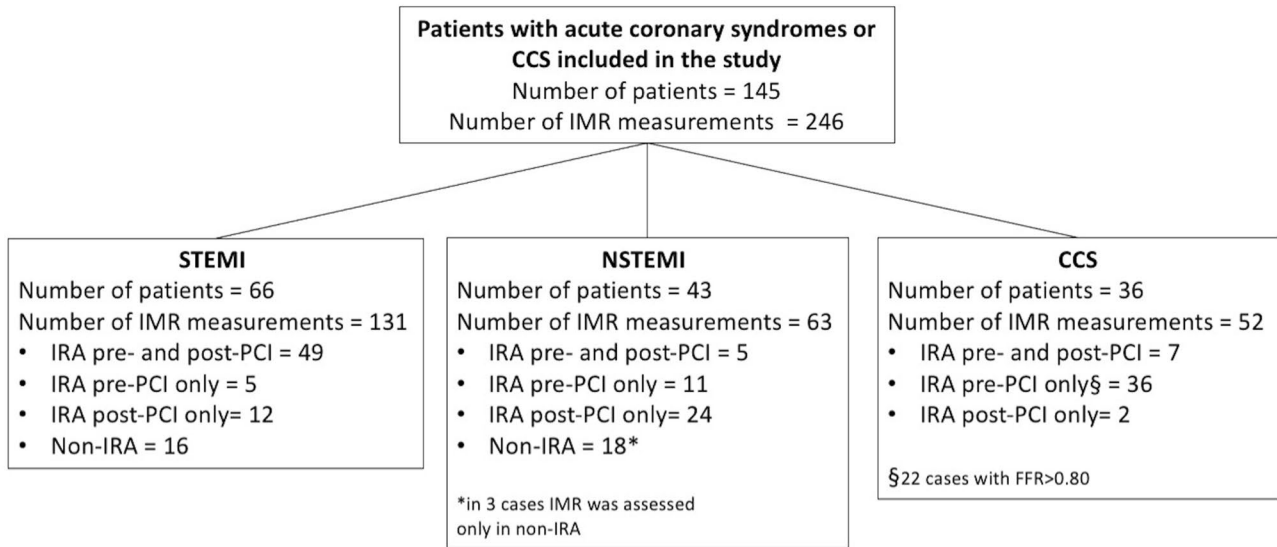 Patients with acute coronary syndromes or
CCS included in the study
Number of patients = 145
Number of IMR measurements = 246
STEMI
Number of patients = 66
Number of IMR measurements = 131
• IRA pre- and post-PCI = 49
• IRA pre-PCI only = 5
• IRA post-PCI only= 12
• Non-IRA = 16
NSTEMI
Number of patients = 43
Number of IMR measurements = 63
• IRA pre- and post-PCI = 5
• IRA pre-PCI only = 11
• IRA post-PCI only= 24
• Non-IRA = 18*
*in 3 cases IMR was assessed
only in non-IRA
CCS
Number of patients = 36
Number of IMR measurements = 52
• IRA pre- and post-PCI = 7
• IRA pre-PCI only§ = 36
• IRA post-PCI only= 2
§22 cases with FFR>0.80